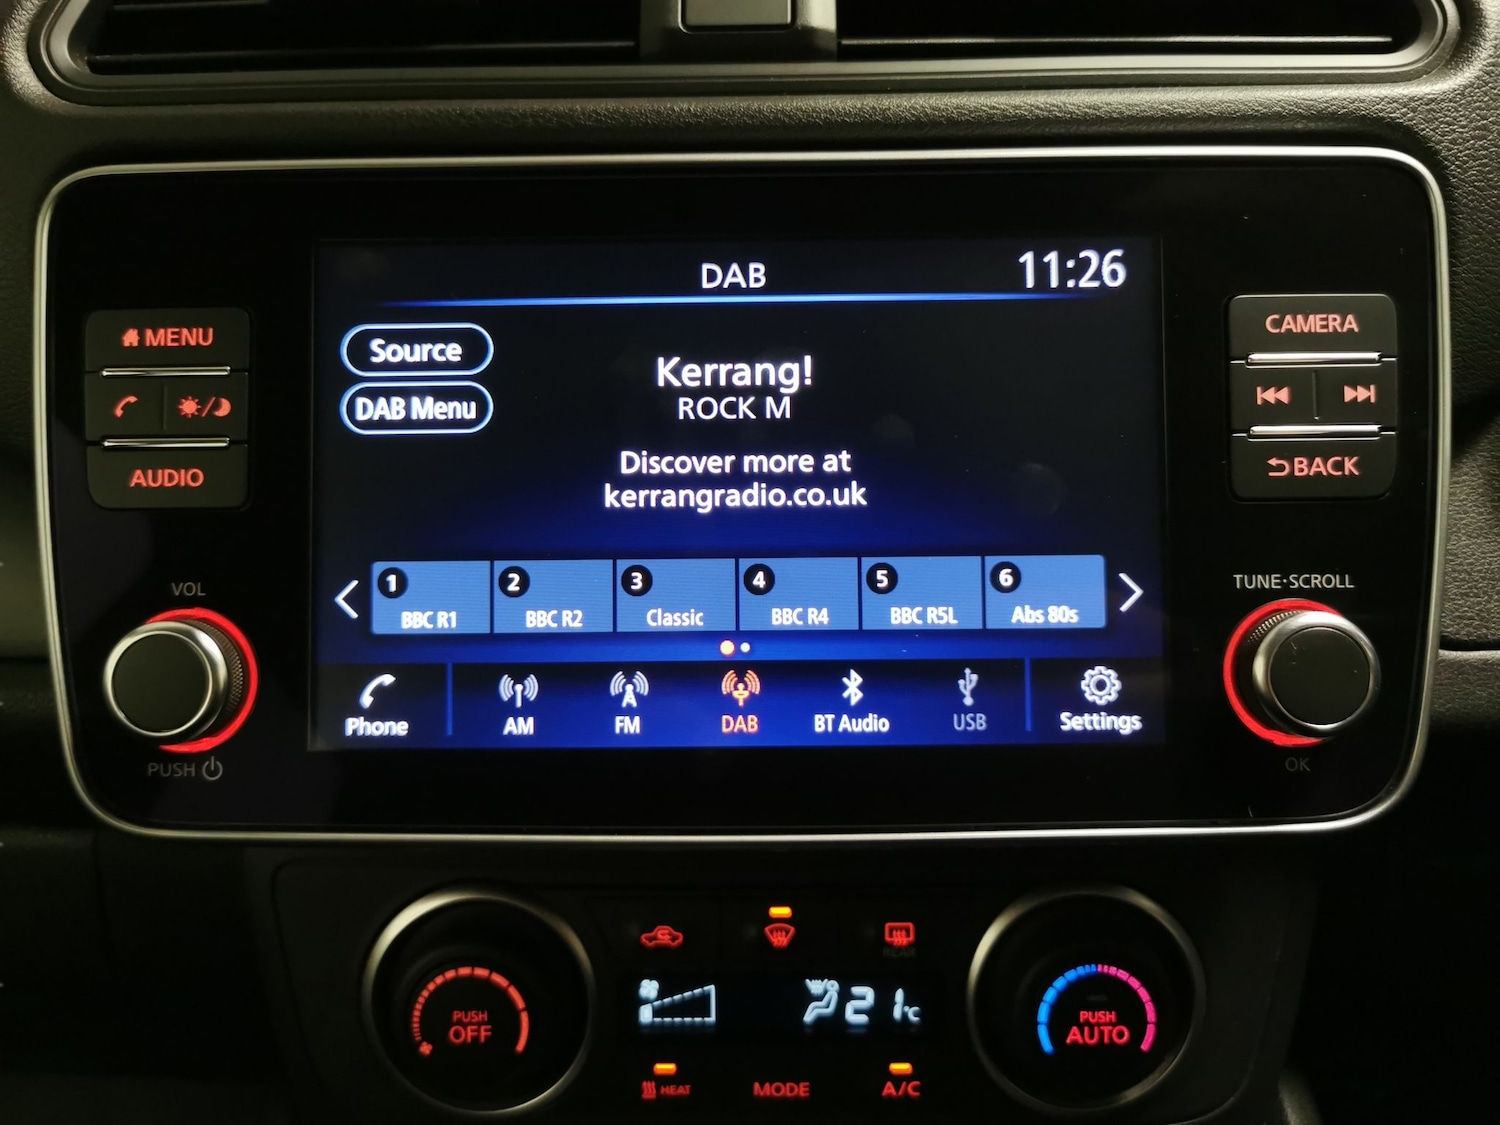 DAB
11:26
MENU
AUDIO
VOL
PUSH
Source
DAB Menu
Kerrang!
ROCK M
Discover more at
kerrangradio.co.uk
1
BBC R1
2
BBC R2
3
Classic
4
BBC R4
5
BBC R5L
6
Abs 80s
Phone
AM
FM
DAB
BT Audio
USB
Settings
CAMERA
BACK
TUNE·SCROLL
OK
PUSH
OFF
REAR
21°C
HEAT
MODE
A/C
PUSH
AUTO